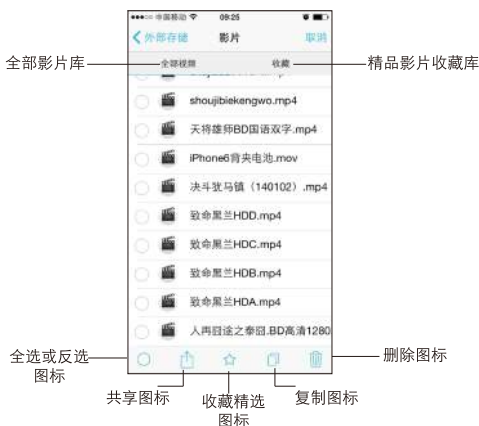 中国移动 09:25
外部存储 影片 取消
全部影片库 全部视频 收藏 精品影片收藏库
shoujibiekengwo.mp4
天将雄师BD国语双字.mp4
iPhone6背夹电池.mov
决斗犹马镇（140102）.mp4
致命黑兰HDD.mp4
致命黑兰HDC.mp4
致命黑兰HDB.mp4
致命黑兰HDA.mp4
人再囧途之泰囧.BD高清1280
全选或反选
图标
删除图标
共享图标
收藏精选
图标
复制图标